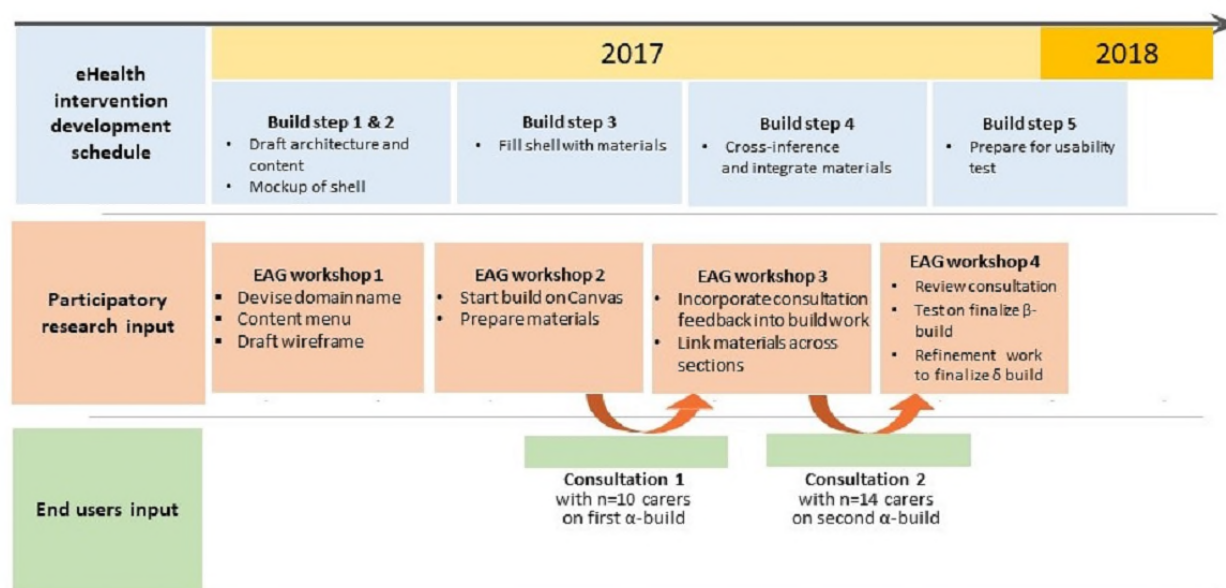 2017
2018
eHealth
intervention
development
schedule
Build step 1 & 2
• Draft architecture and
content
• Mockup of shell
Build step 3
• Fill shell with materials
Build step 4
• Cross-inference
and integrate materials
Build step 5
• Prepare for usability
test
Participatory
research input
EAG workshop 1
▪ Devise domain name
▪ Content menu
▪ Draft wireframe
EAG workshop 2
• Start build on Canvas
• Prepare materials
EAG workshop 3
• Incorporate consultation
feedback into build work
• Link materials across
sections
EAG workshop 4
• Review consultation
• Test on finalize β-
build
• Refinement work
to finalize δ build
End users input
Consultation 1
with n=10 carers
on first α-build
Consultation 2
with n=14 carers
on second α-build